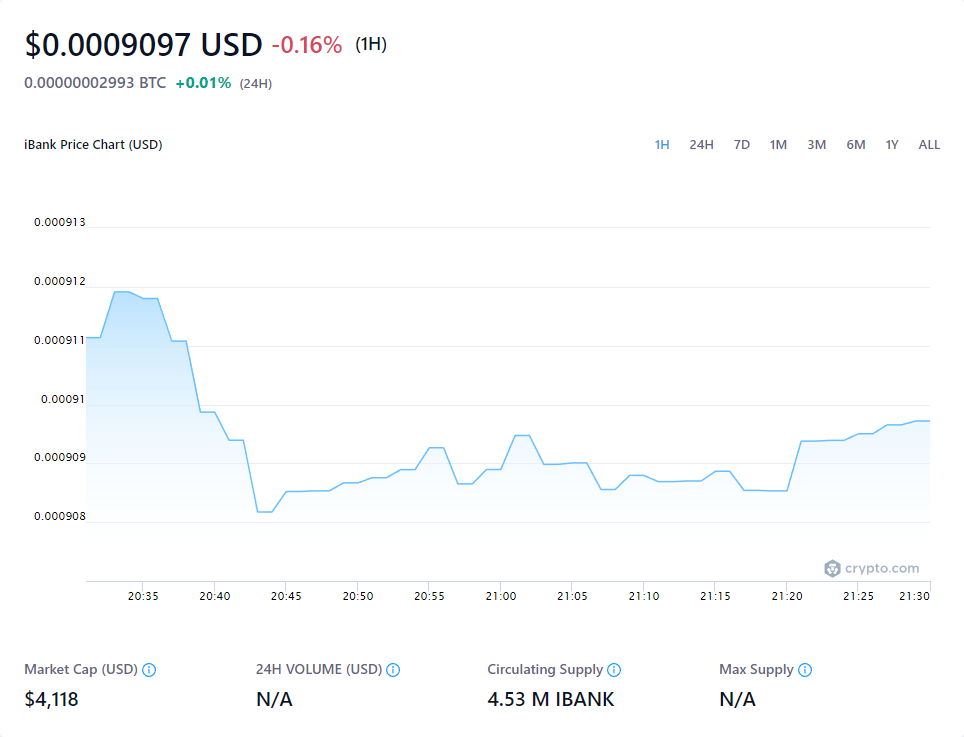 $0.0009097 USD -0.16% (1H)
0.00000002993 BTC +0.01% (24H)
iBank Price Chart (USD) 1H 24H 7D 1M 3M 6M 1Y ALL
0.000913
0.000912
0.000911
0.00091
0.000909
0.000908
crypto.com
20:35 20:40 20:45 20:50 20:55 21:00 21:05 21:10 21:15 21:20 21:25 21:30
Market Cap (USD) 24H VOLUME (USD) Circulating Supply Max Supply
$4,118 N/A 4.53 M IBANK N/A